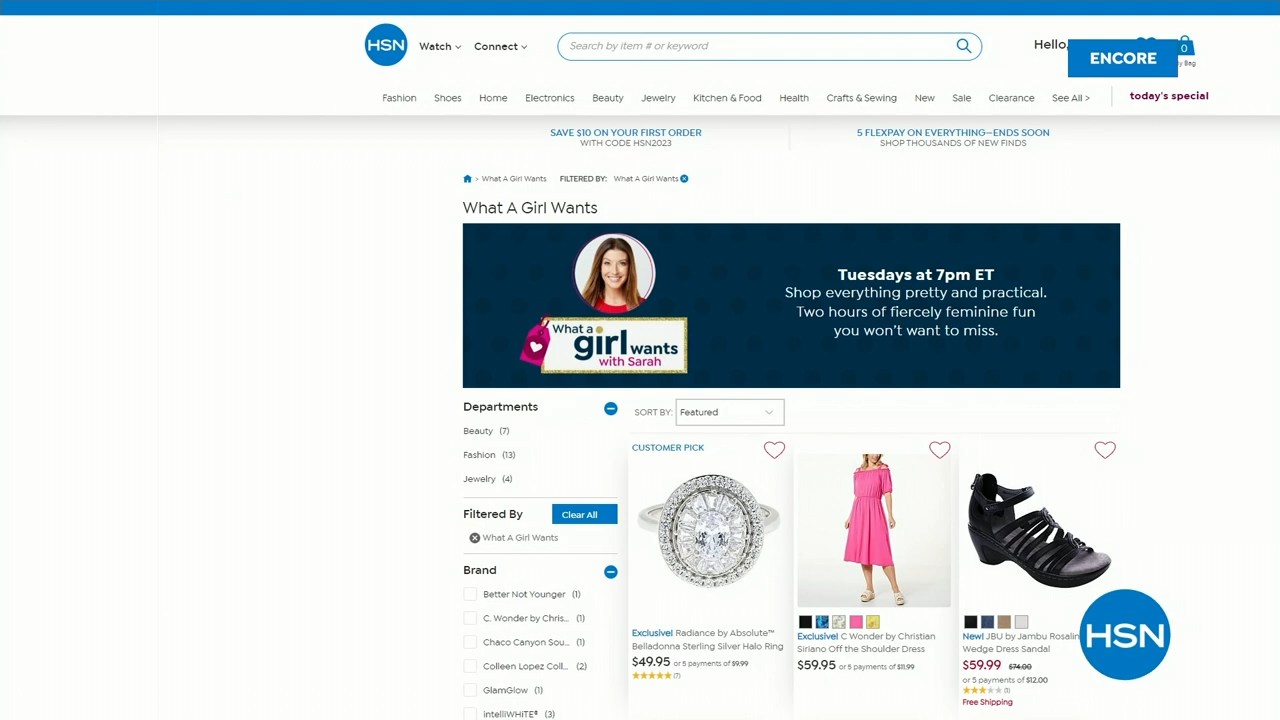 HSN
Watch
Connect
Search by item # or keyword
Hello,
0
ENCORE
Fashion
Shoes
Home
Electronics
Beauty
Jewelry
Kitchen & Food
Health
Crafts & Sewing
New
Sale
Clearance
See All >
today's special
SAVE $10 ON YOUR FIRST ORDER
WITH CODE HSN2023
5 FLEXPAY ON EVERYTHING—ENDS SOON
SHOP THOUSANDS OF NEW FINDS
> What A Girl Wants
FILTERED BY: What A Girl Wants
What A Girl Wants
What a
girl wants
with Sarah
Tuesdays at 7pm ET
Shop everything pretty and practical.
Two hours of fiercely feminine fun
you won't want to miss.
Departments
Beauty (7)
Fashion (13)
Jewelry (4)
Filtered By
Clear All
What A Girl Wants
Brand
Better Not Younger (1)
C. Wonder by Chris... (1)
Chaco Canyon Sou... (1)
Colleen Lopez Coll... (2)
GlamGlow (1)
intelliWHiTE® (3)
SORT BY: Featured
CUSTOMER PICK
Exclusive! Radiance by Absolute™
Belladonna Sterling Silver Halo Ring
$49.95 or 5 payments of $9.99
(7)
Exclusive! C Wonder by Christian
Siriano Off the Shoulder Dress
$59.95 or 5 payments of $11.99
New! JBU by Jambu Rosalin
Wedge Dress Sandal
$59.99 $74.00
or 5 payments of $12.00
Free Shipping
HSN